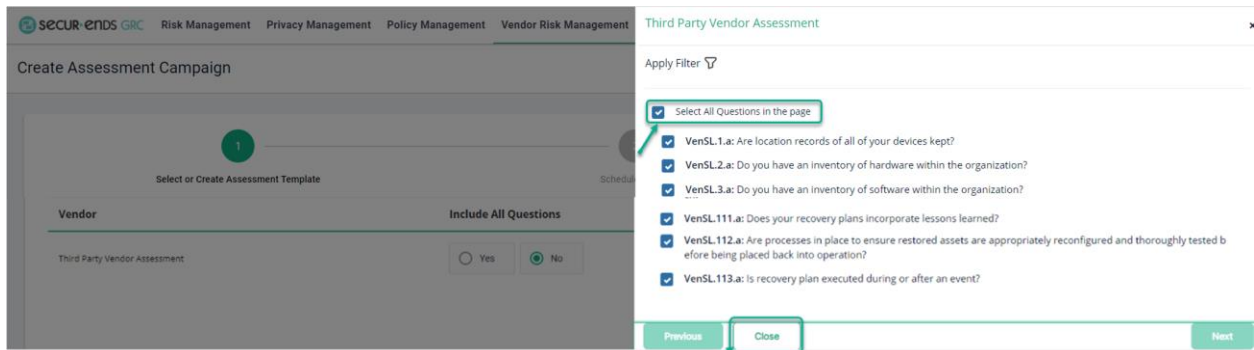 SECUR·ENDS GRC Risk Management Privacy Management Policy Management Vendor Risk Management
Create Assessment Campaign
1
Select or Create Assessment Template
Schedul
Vendor Include All Questions
Third Party Vendor Assessment Yes No
Third Party Vendor Assessment
Apply Filter
Select All Questions in the page
VenSL.1.a: Are location records of all of your devices kept?
VenSL.2.a: Do you have an inventory of hardware within the organization?
VenSL.3.a: Do you have an inventory of software within the organization?
VenSL.111.a: Does your recovery plans incorporate lessons learned?
VenSL.112.a: Are processes in place to ensure restored assets are appropriately reconfigured and thoroughly tested b
efore being placed back into operation?
VenSL.113.a: Is recovery plan executed during or after an event?
Previous Close Next